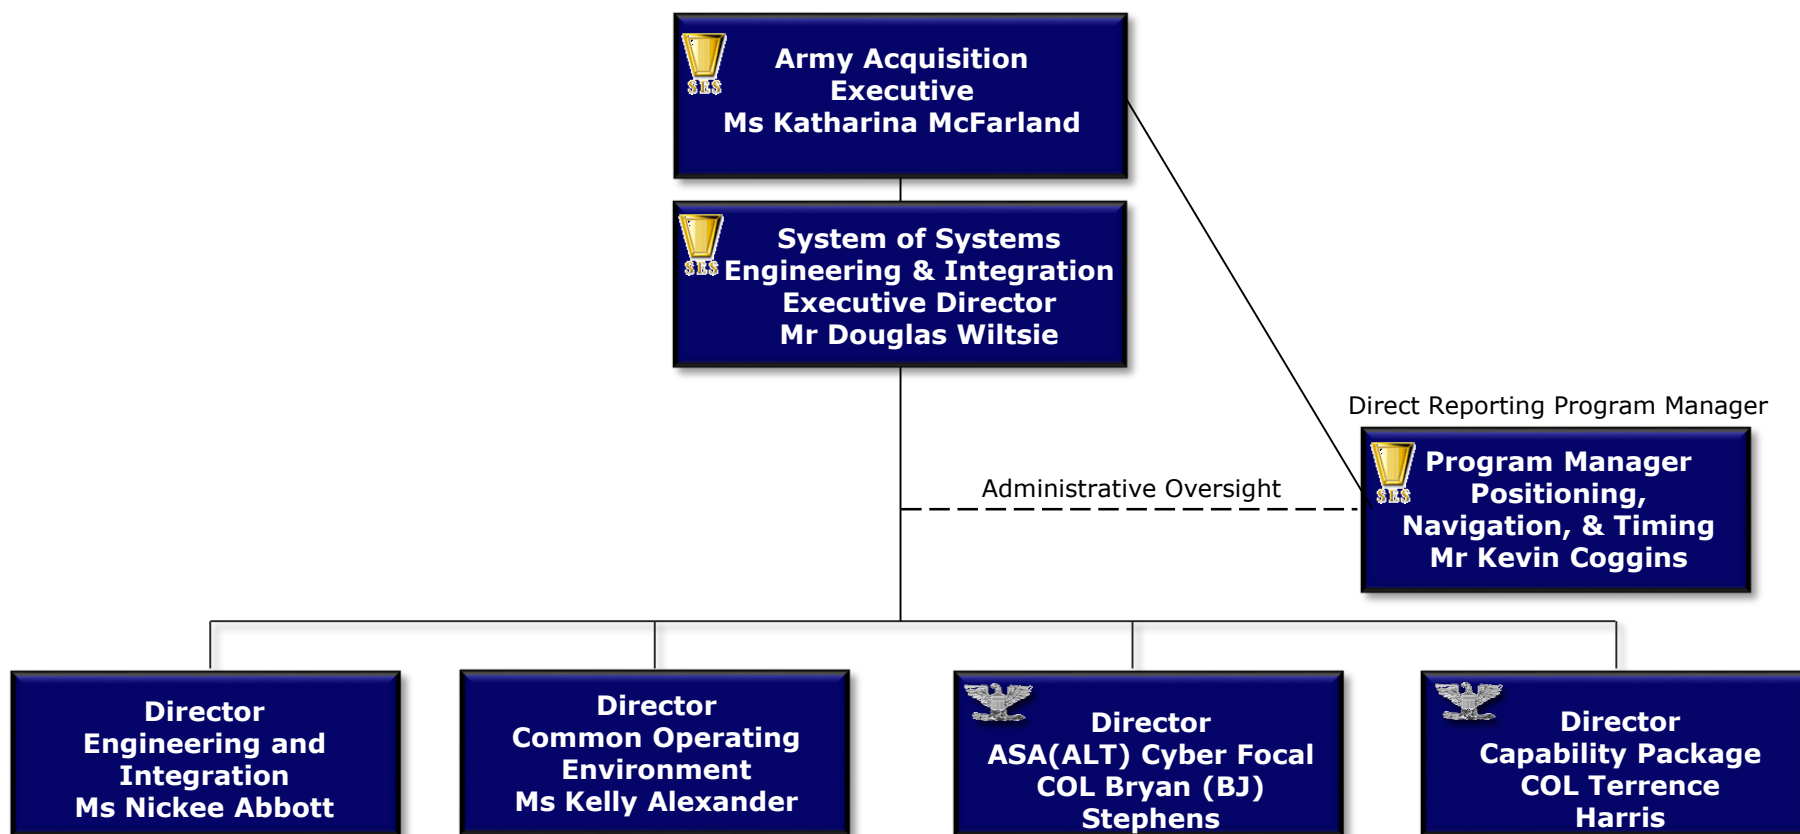 Army Acquisition
Executive
Ms Katharina McFarland
SES
System of Systems
Engineering & Integration
Executive Director
Mr Douglas Wiltsie
SES
Direct Reporting Program Manager
Program Manager
Positioning,
Navigation, & Timing
Mr Kevin Coggins
SES
Administrative Oversight
Director
Engineering and
Integration
Ms Nickee Abbott
Director
Common Operating
Environment
Ms Kelly Alexander
Director
ASA(ALT) Cyber Focal
COL Bryan (BJ)
Stephens
Director
Capability Package
COL Terrence
Harris